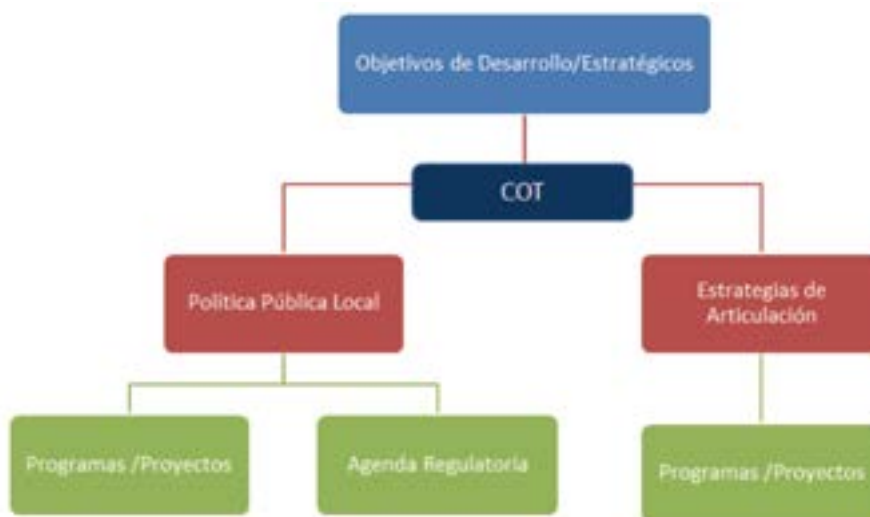 Objetivos de Desarrollo/Estratégicos
COT
Política Pública Local
Estrategias de
Articulación
Programas /Proyectos
Agenda Regulatoria
Programas /Proyectos